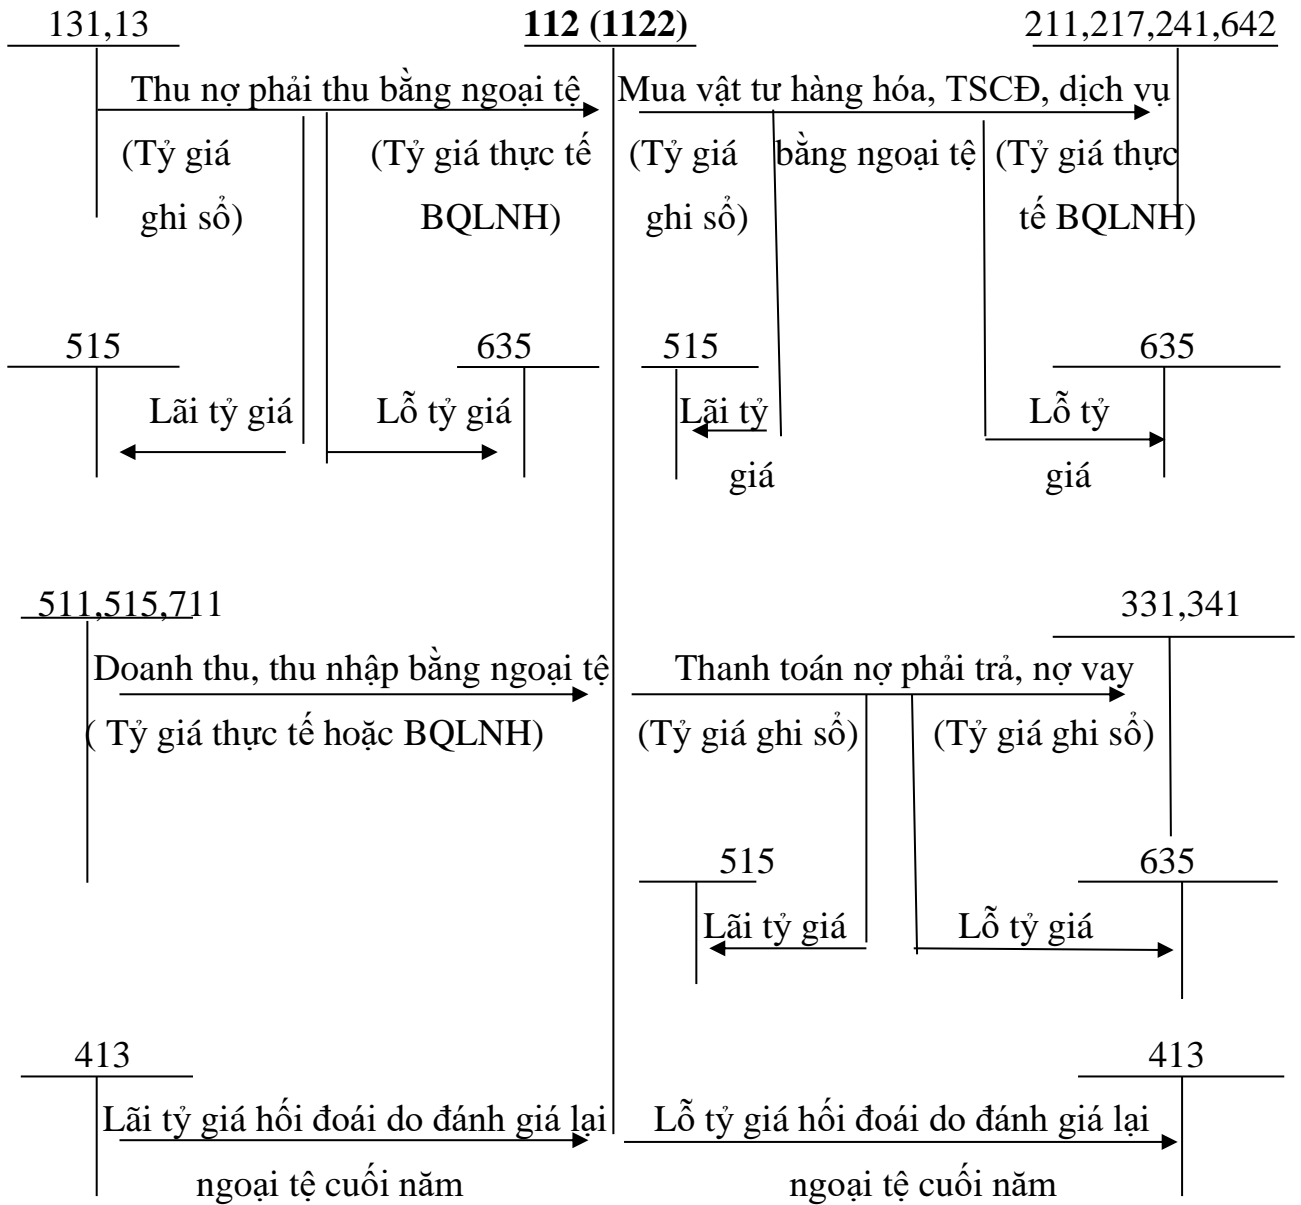 131,13 112 (1122) 211,217,241,642
Thu nợ phải thu bằng ngoại tệ Mua vật tư hàng hóa, TSCĐ, dịch vụ
(Tỷ giá (Tỷ giá thực tế (Tỷ giá bằng ngoại tệ (Tỷ giá thực
ghi sổ) BQLNH) ghi sổ) tế BQLNH)
515 635 515 635
Lãi tỷ giá Lỗ tỷ giá Lãi tỷ Lỗ tỷ
giá giá
511,515,711 331,341
Doanh thu, thu nhập bằng ngoại tệ Thanh toán nợ phải trả, nợ vay
( Tỷ giá thực tế hoặc BQLNH) (Tỷ giá ghi sổ) (Tỷ giá ghi sổ)
515 635
Lãi tỷ giá Lỗ tỷ giá
413 413
Lãi tỷ giá hối đoái do đánh giá lại Lỗ tỷ giá hối đoái do đánh giá lại
ngoại tệ cuối năm ngoại tệ cuối năm